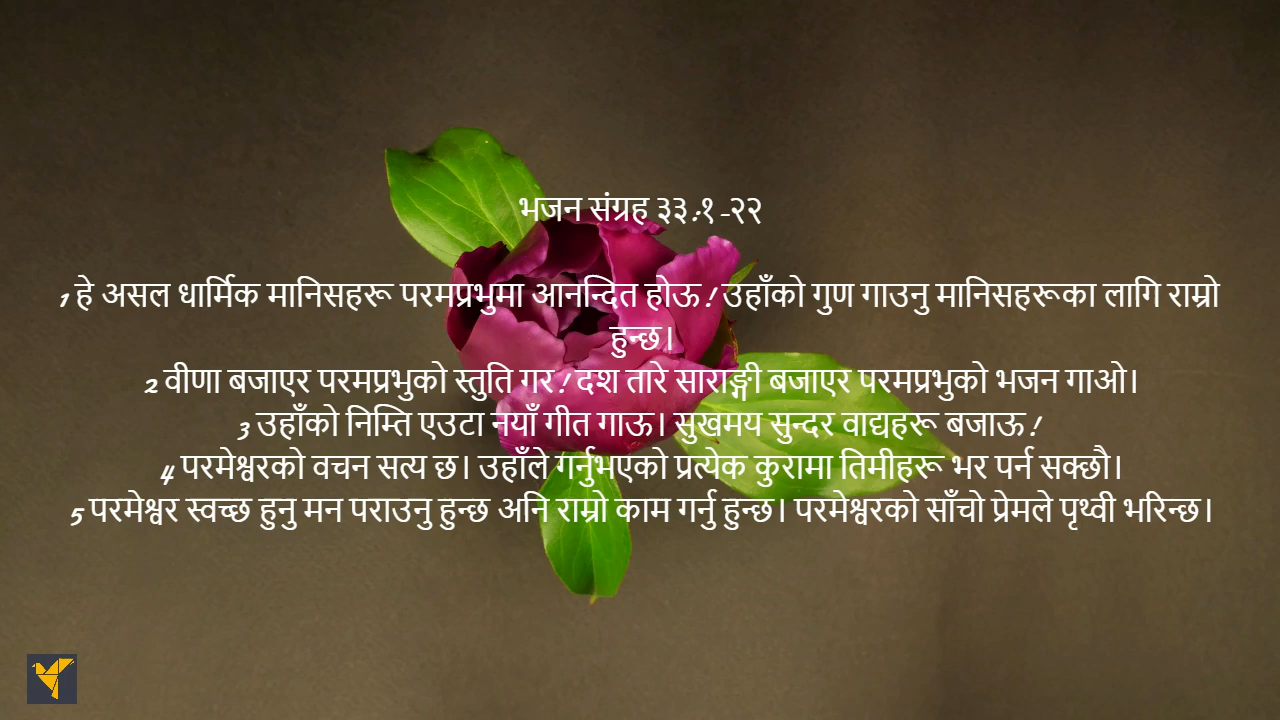 भजन संग्रह ३३:१-२२
1 हे असल धार्मिक मानिसहरू परमप्रभुमा आनन्दित होऊ! उहाँको गुण गाउनु मानिसहरूका लागि राम्रो
हुन्छ।
2 वीणा बजाएर परमप्रभुको स्तुति गर! दश तारे साराङ्गी बजाएर परमप्रभुको भजन गाओ।
3 उहाँको निम्ति एउटा नयाँ गीत गाऊ। सुखमय सुन्दर वाद्यहरू बजाऊ!
4 परमेश्वरको वचन सत्य छ। उहाँले गर्नुभएको प्रत्येक कुरामा तिमीहरू भर पर्न सक्छौ।
5 परमेश्वर स्वच्छ हुनु मन पराउनु हुन्छ अनि राम्रो काम गर्नु हुन्छ। परमेश्वरको साँचो प्रेमले पृथ्वी भरिन्छ।